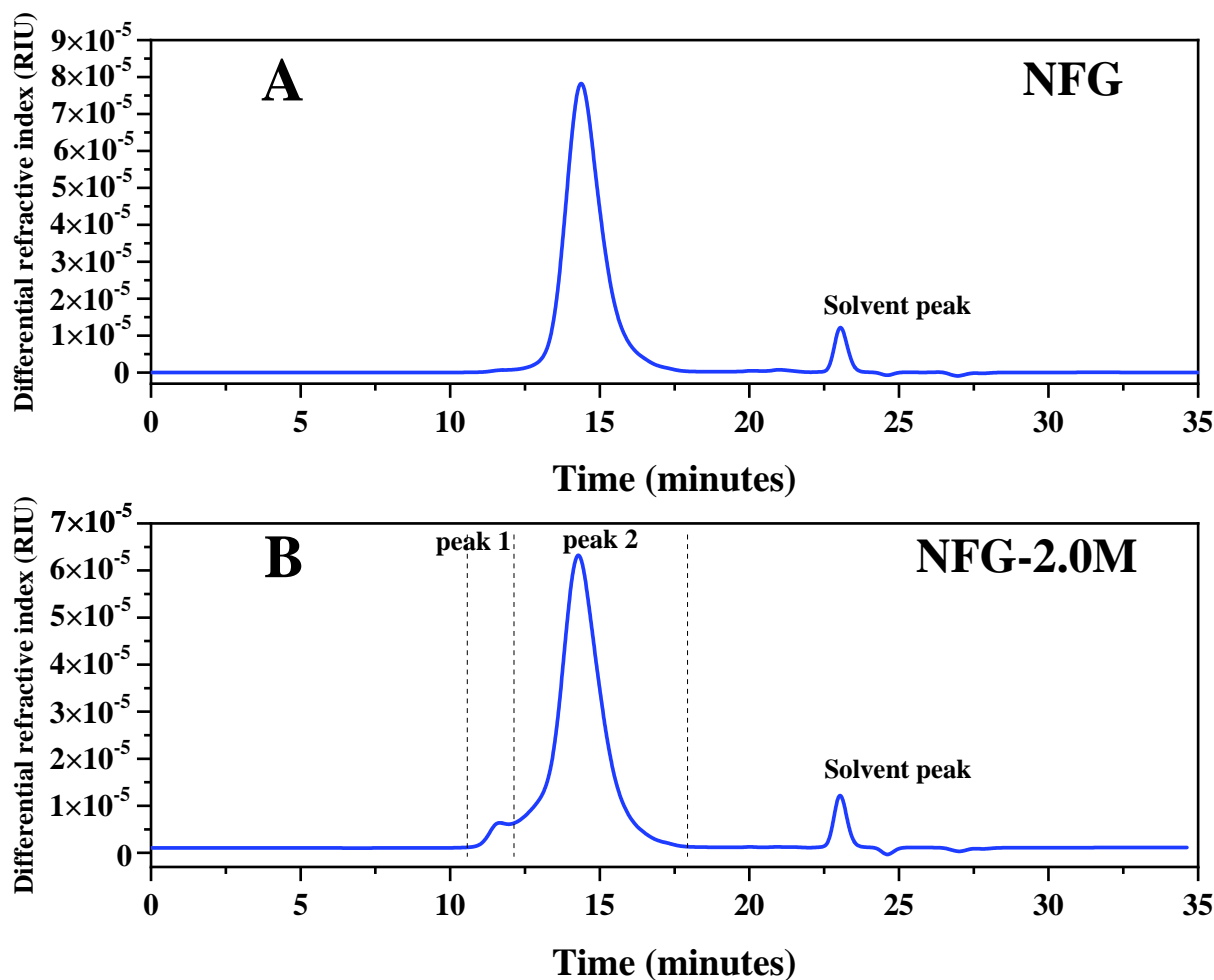 Differential refractive index (RIU)
9×10⁻⁵
8×10⁻⁵
7×10⁻⁵
6×10⁻⁵
5×10⁻⁵
4×10⁻⁵
3×10⁻⁵
2×10⁻⁵
1×10⁻⁵
0
A
NFG
Solvent peak
0 5 10 15 20 25 30 35
Time (minutes)
Differential refractive index (RIU)
7×10⁻⁵
6×10⁻⁵
5×10⁻⁵
4×10⁻⁵
3×10⁻⁵
2×10⁻⁵
1×10⁻⁵
0
B
peak 1 peak 2
NFG-2.0M
Solvent peak
0 5 10 15 20 25 30 35
Time (minutes)